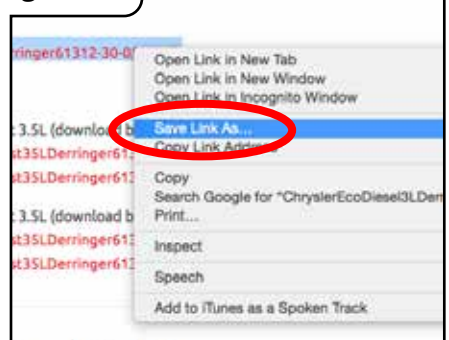 ringer61312-30-0
Open Link in New Tab
Open Link in New Window
Open Link in Incognito Window
3.5L (download b
Save Link As...
st35LDerringer61
Copy Link Address
st35LDerringer61
Copy
Search Google for "ChryslerEcoDiesel3LDer
3.5L (download b
Print...
st35LDerringer61
Inspect
st35LDerringer61
Speech
Add to iTunes as a Spoken Track